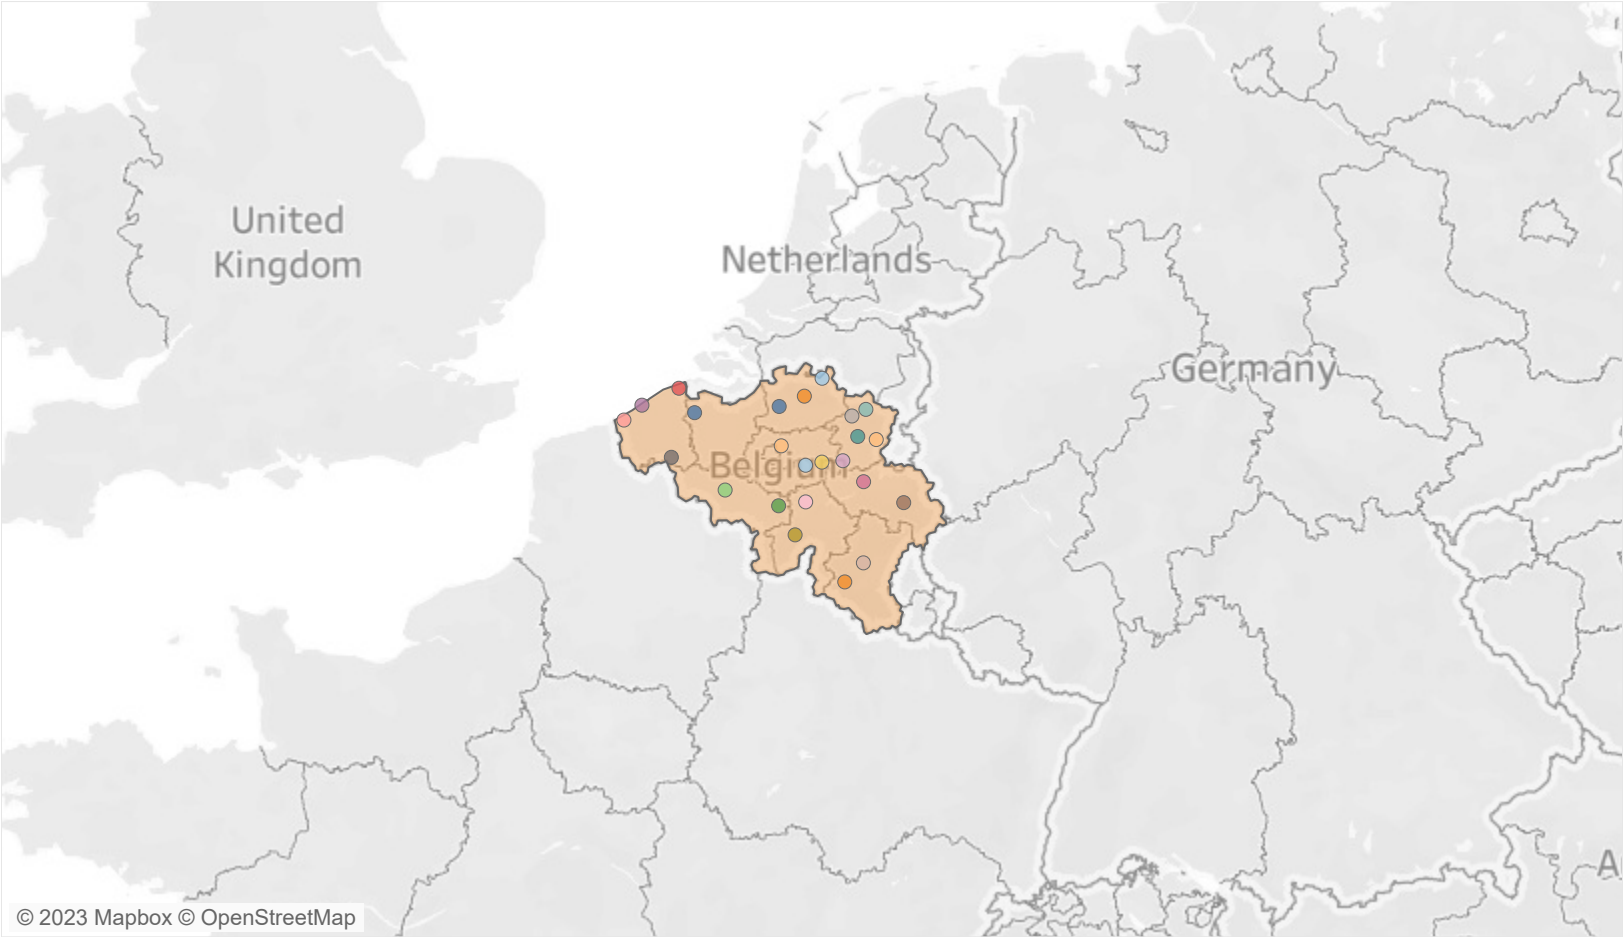 United
Kingdom
Netherlands
Germany
Belgium
A
© 2023 Mapbox © OpenStreetMap